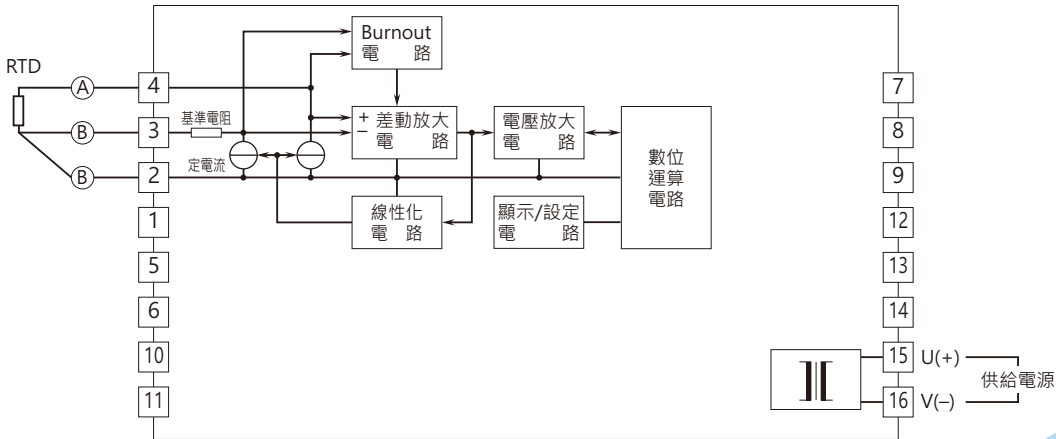 Burnout
電 路
RTD
A
4
7
基準電阻
+
−
差動放大
電 路
電壓放大
電 路
B
3
8
定電流
數位
運算
電路
B
2
9
線性化
電 路
顯示/設定
電 路
1
12
5
13
6
14
10
15
U(+)
供給電源
11
16
V(–)